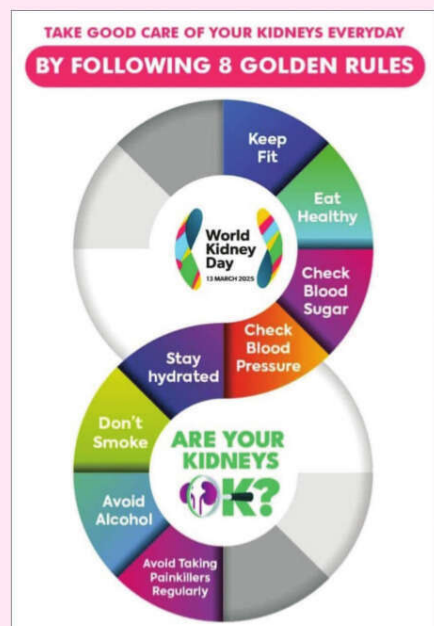 TAKE GOOD CARE OF YOUR KIDNEYS EVERYDAY
BY FOLLOWING 8 GOLDEN RULES
Keep
Fit
Eat
Healthy
World
Kidney
Day
13 MARCH 2025
Check
Blood
Sugar
Check
Blood
Pressure
Stay
hydrated
Don't
Smoke
ARE YOUR
KIDNEYS
OK?
Avoid
Alcohol
Avoid Taking
Painkillers
Regularly